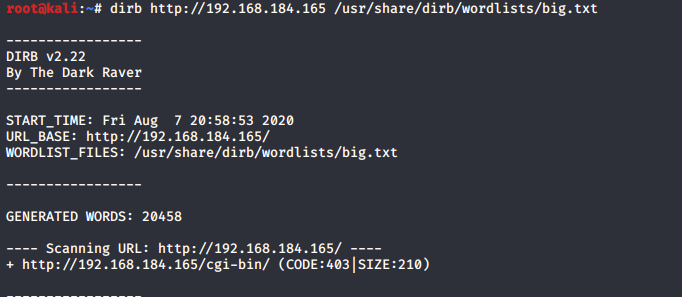 root@kali:~# dirb http://192.168.184.165 /usr/share/dirb/wordlists/big.txt
-----------------
DIRB v2.22
By The Dark Raver
-----------------
START_TIME: Fri Aug  7 20:58:53 2020
URL_BASE: http://192.168.184.165/
WORDLIST_FILES: /usr/share/dirb/wordlists/big.txt
-----------------
GENERATED WORDS: 20458
---- Scanning URL: http://192.168.184.165/ ----
+ http://192.168.184.165/cgi-bin/ (CODE:403|SIZE:210)
-----------------